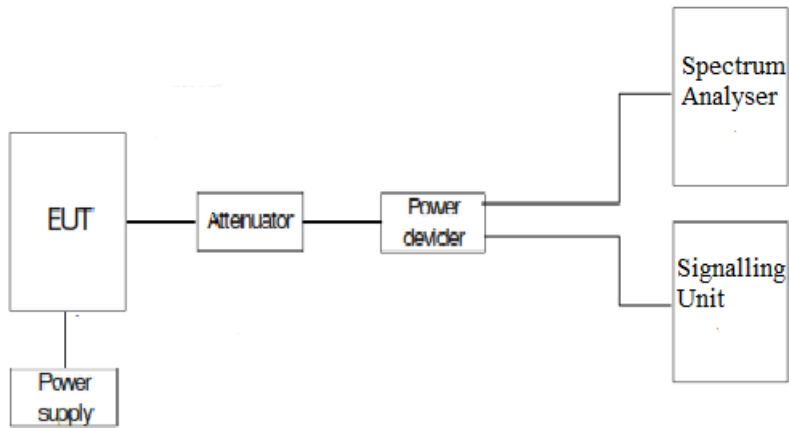 Spectrum
Analyser
EUT
Attenuator
Power
devider
Signalling
Unit
Power
supply